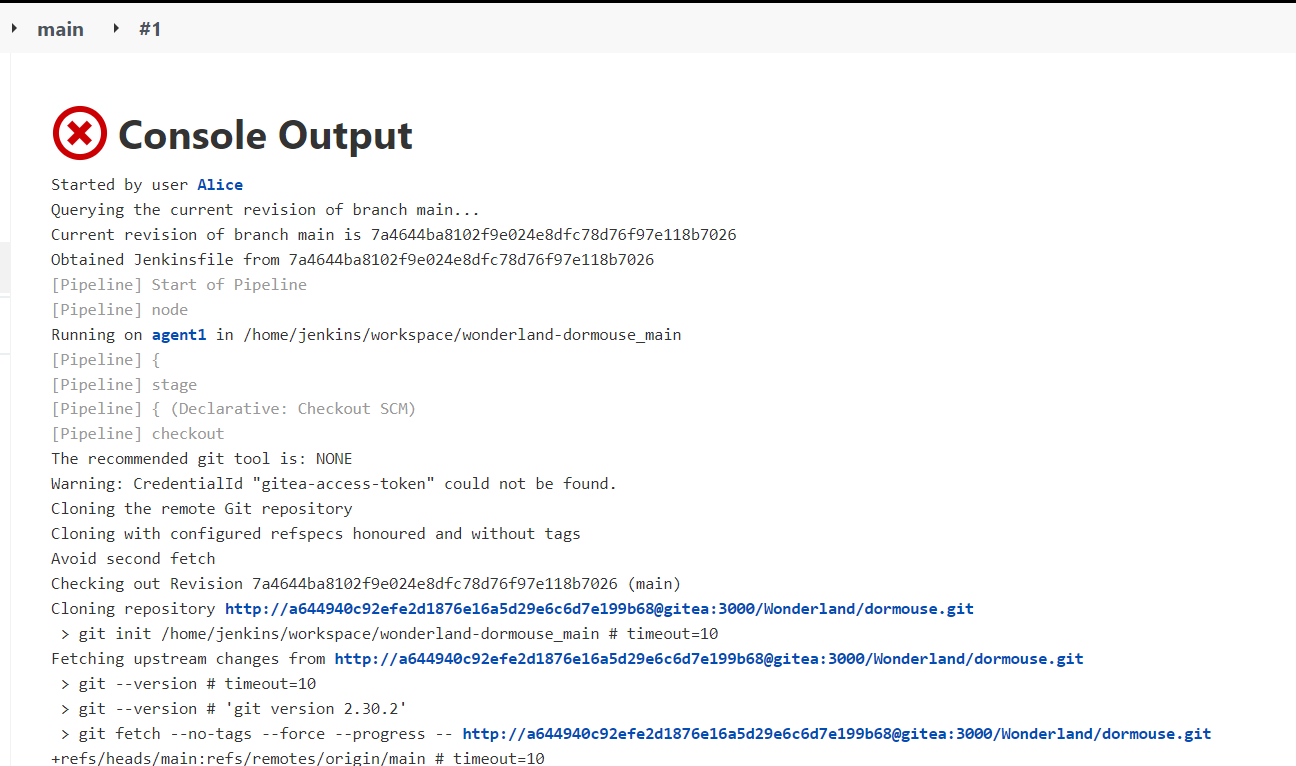 main #1
Console Output
Started by user Alice
Querying the current revision of branch main...
Current revision of branch main is 7a4644ba8102f9e024e8dfc78d76f97e118b7026
Obtained Jenkinsfile from 7a4644ba8102f9e024e8dfc78d76f97e118b7026
[Pipeline] Start of Pipeline
[Pipeline] node
Running on agent1 in /home/jenkins/workspace/wonderland-dormouse_main
[Pipeline] {
[Pipeline] stage
[Pipeline] { (Declarative: Checkout SCM)
[Pipeline] checkout
The recommended git tool is: NONE
Warning: CredentialId "gitea-access-token" could not be found.
Cloning the remote Git repository
Cloning with configured refspecs honoured and without tags
Avoid second fetch
Checking out Revision 7a4644ba8102f9e024e8dfc78d76f97e118b7026 (main)
Cloning repository http://a644940c92efe2d1876e16a5d29e6c6d7e199b68@gitea:3000/Wonderland/dormouse.git
 > git init /home/jenkins/workspace/wonderland-dormouse_main # timeout=10
Fetching upstream changes from http://a644940c92efe2d1876e16a5d29e6c6d7e199b68@gitea:3000/Wonderland/dormouse.git
 > git --version # timeout=10
 > git --version # 'git version 2.30.2'
 > git fetch --no-tags --force --progress -- http://a644940c92efe2d1876e16a5d29e6c6d7e199b68@gitea:3000/Wonderland/dormouse.git
+refs/heads/main:refs/remotes/origin/main # timeout=10